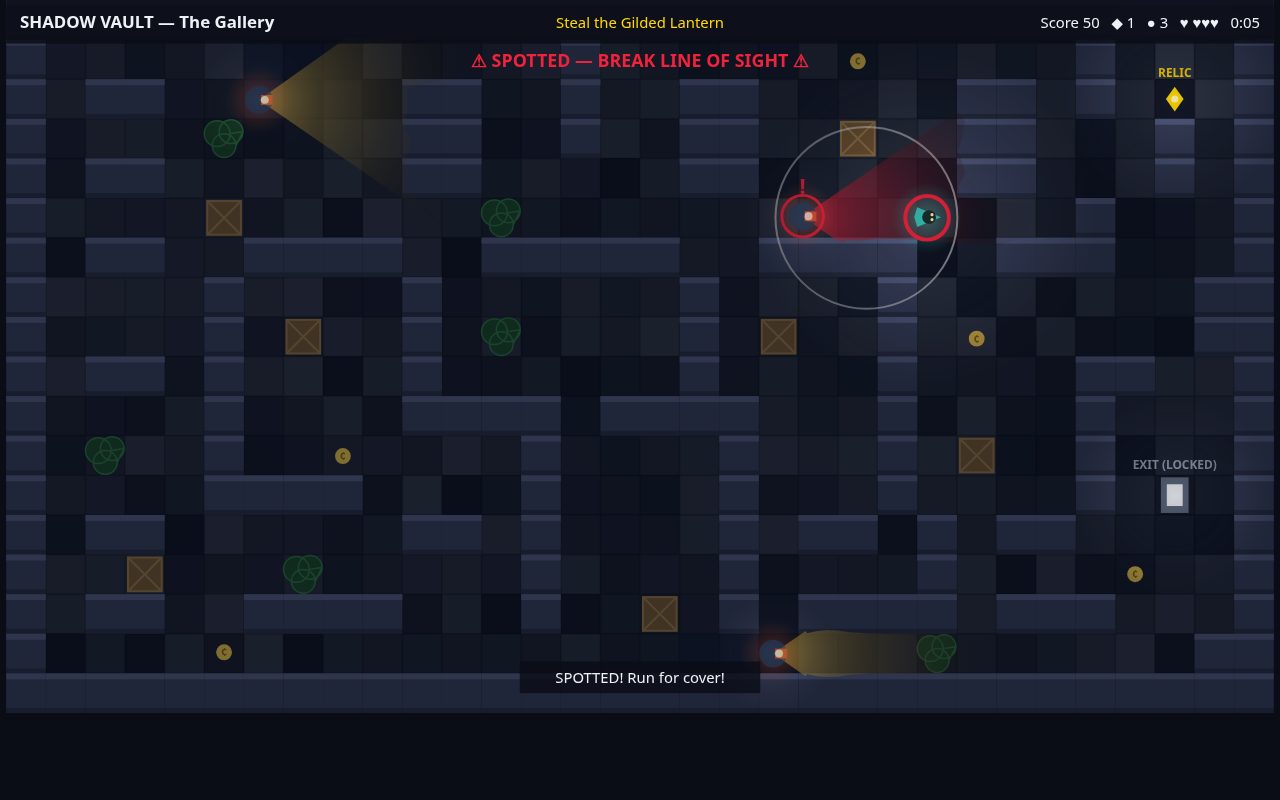 SHADOW VAULT — The Gallery
Steal the Gilded Lantern
Score 50 ◆ 1 ● 3 ♥ ♥♥♥ 0:05
⚠ SPOTTED — BREAK LINE OF SIGHT ⚠
C
RELIC
!
C
C
EXIT (LOCKED)
C
C
SPOTTED! Run for cover!